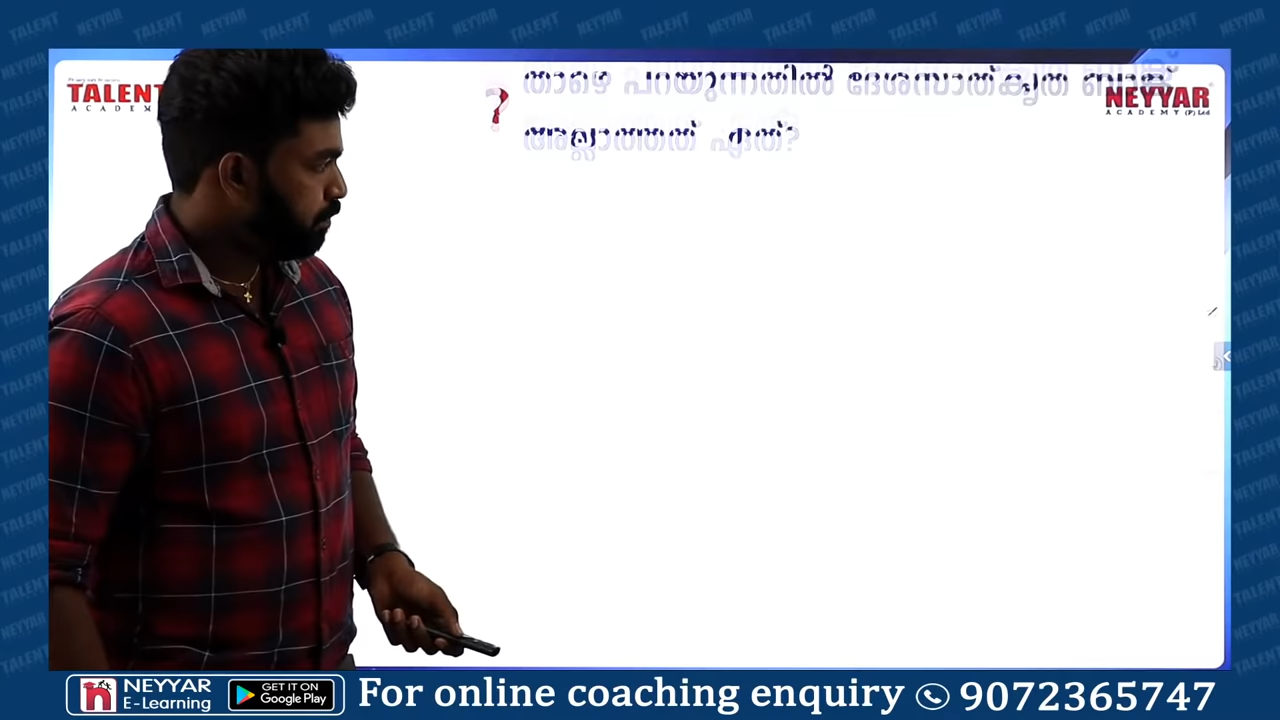 TALENT
ACADEM
? താഴെ പറയുന്നതിൽ ദേശസാത്കൃത ബാങ്ക്
അല്ലാത്തത് ഏത്?
NEYYAR
ACADEMY (P) Ltd
NEYYAR
E-Learning
GET IT ON
Google Play
For online coaching enquiry 9072365747